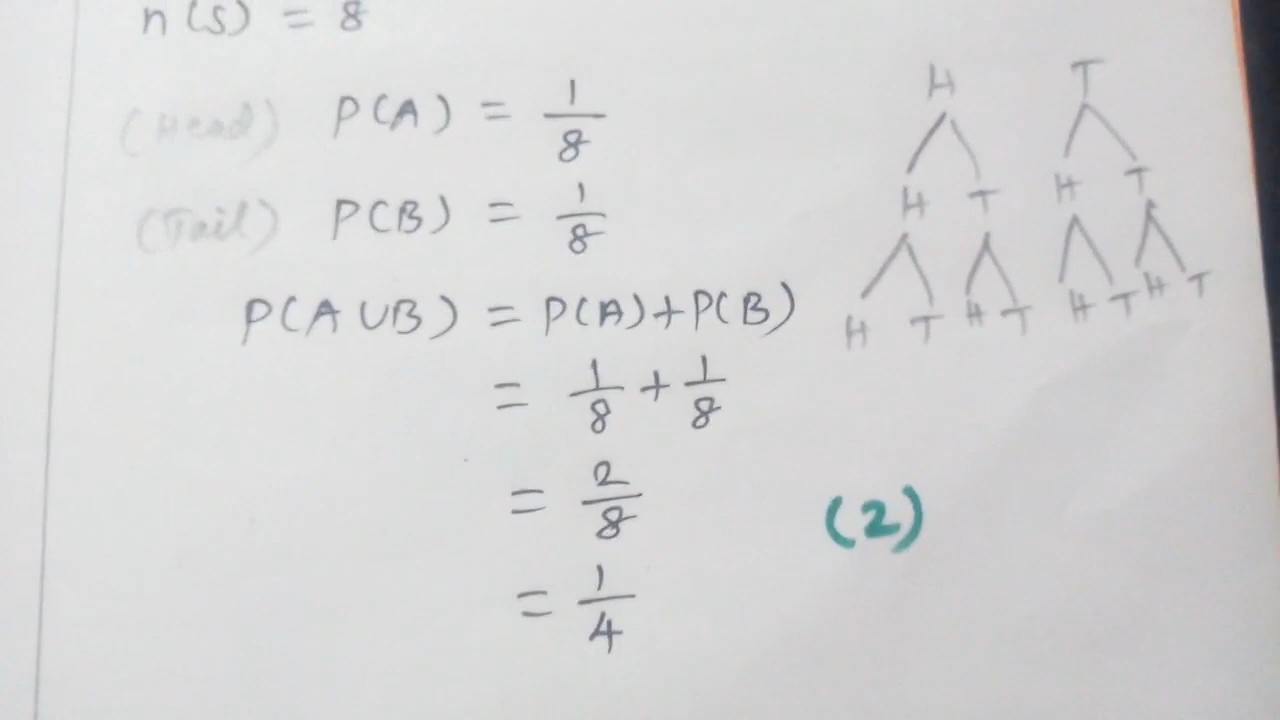 n(S) = 8
(Head) P(A) = 1/8
(Tail) P(B) = 1/8
P(A∪B) = P(A)+P(B)
= 1/8 + 1/8
= 2/8
(2)
= 1/4
H T
H T H T
H T H T H T H T